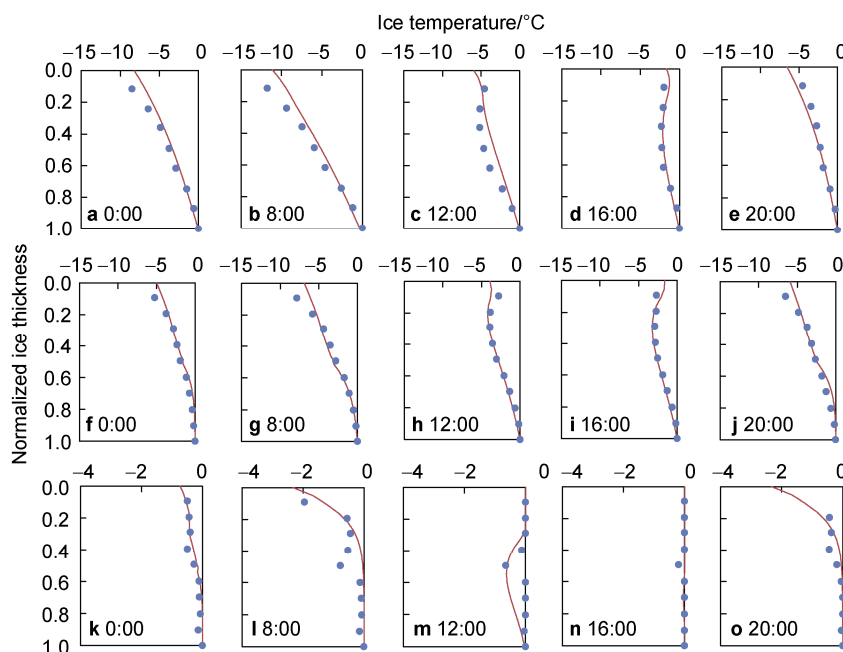 Ice temperature/°C
−15 −10 −5 0 −15 −10 −5 0 −15 −10 −5 0 −15 −10 −5 0 −15 −10 −5 0
0.0
0.2
0.4
0.6
0.8
1.0
a 0:00 b 8:00 c 12:00 d 16:00 e 20:00
Normalized ice thickness
−15 −10 −5 0 −15 −10 −5 0 −15 −10 −5 0 −15 −10 −5 0 −15 −10 −5 0
0.0
0.2
0.4
0.6
0.8
1.0
f 0:00 g 8:00 h 12:00 i 16:00 j 20:00
−4 −2 0 −4 −2 0 −4 −2 0 −4 −2 0 −4 −2 0
0.0
0.2
0.4
0.6
0.8
1.0
k 0:00 l 8:00 m 12:00 n 16:00 o 20:00